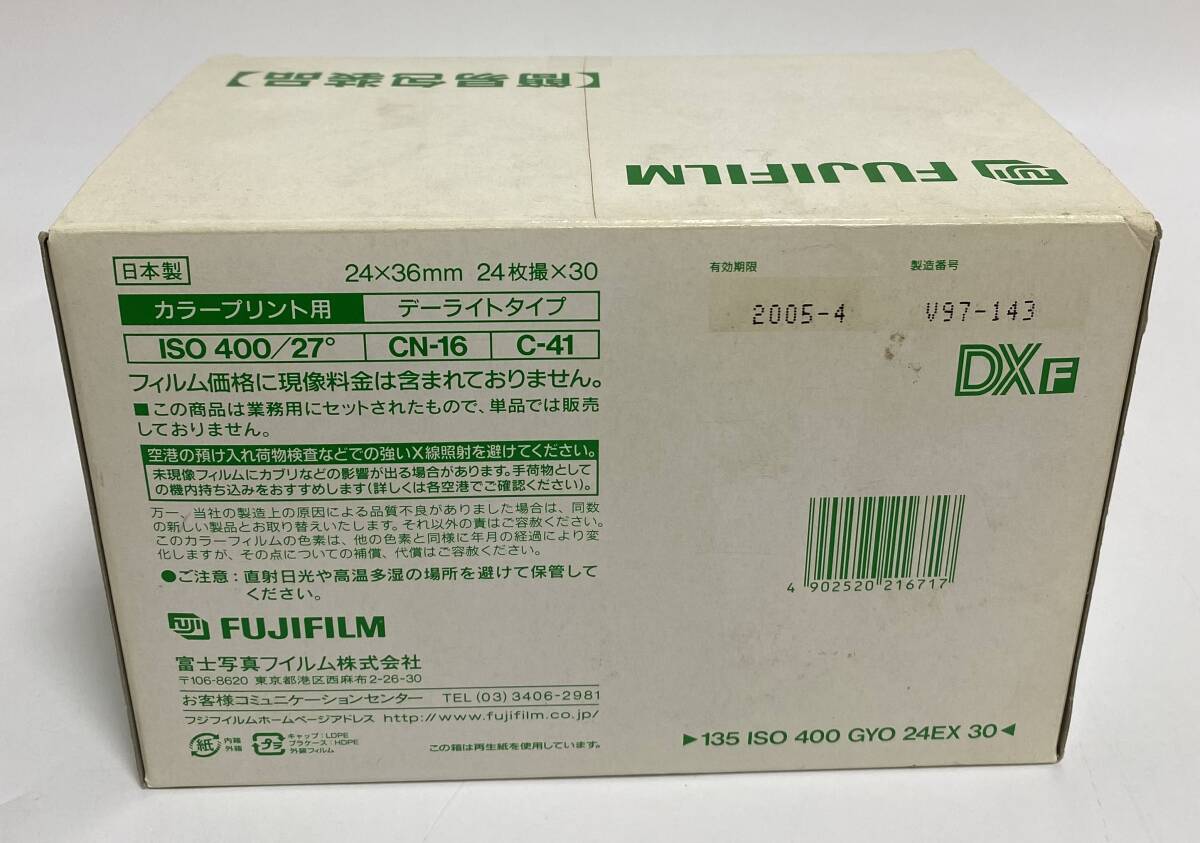 【簡易包装品】
FUJI FUJIFILM
日本製 24×36mm 24枚撮×30
カラープリント用 デーライトタイプ
ISO 400/27° CN-16 C-41
フィルム価格に現像料金は含まれておりません。
■この商品は業務用にセットされたもので、単品では販売
しておりません。
空港の預け入れ荷物検査などでの強いX線照射を避けてください。
未現像フィルムにカブリなどの影響が出る場合があります。手荷物として
の機内持ち込みをおすすめします(詳しくは各空港でご確認ください)。
万一、当社の製造上の原因による品質不良がありました場合は、同数
の新しい製品とお取り替えいたします。それ以外の責はご容赦ください。
このカラーフィルムの色素は、他の色素と同様に年月の経過により変
化しますが、その点についての補償、代償はご容赦ください。
●ご注意:直射日光や高温多湿の場所を避けて保管して
ください。
FUJI FUJIFILM
富士写真フイルム株式会社
〒106-8620 東京都港区西麻布2-26-30
お客様コミュニケーションセンター TEL(03)3406-2981
フジフイルムホームページアドレス http://www.fujifilm.co.jp/
紙 内箱
外箱
プラ キャップ:LDPE
プラケース:HDPE
外装フィルム
この箱は再生紙を使用しています。
有効期限 製造番号
2005-4 V97-143
DXF
4 902520 216717
▶135 ISO 400 GYO 24EX 30◀